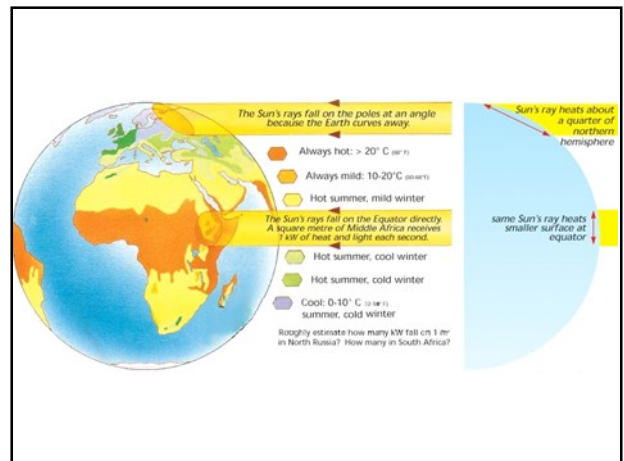 The Sun's rays fall on the poles at an angle
because the Earth curves away.
Always hot: > 20° C
Always mild: 10-20°C
Hot summer, mild winter
The Sun's rays fall on the Equator directly.
A square metre of Middle Africa receives
1 kW of heat and light each second.
Hot summer, cool winter
Hot summer, cold winter
Cool: 0-10° C
summer, cold winter
Roughly estimate how many kW fall on 1 m²
in North Russia? How many in South Africa?
Sun's ray heats about
a quarter of
northern
hemisphere
same Sun's ray heats
smaller surface at
equator